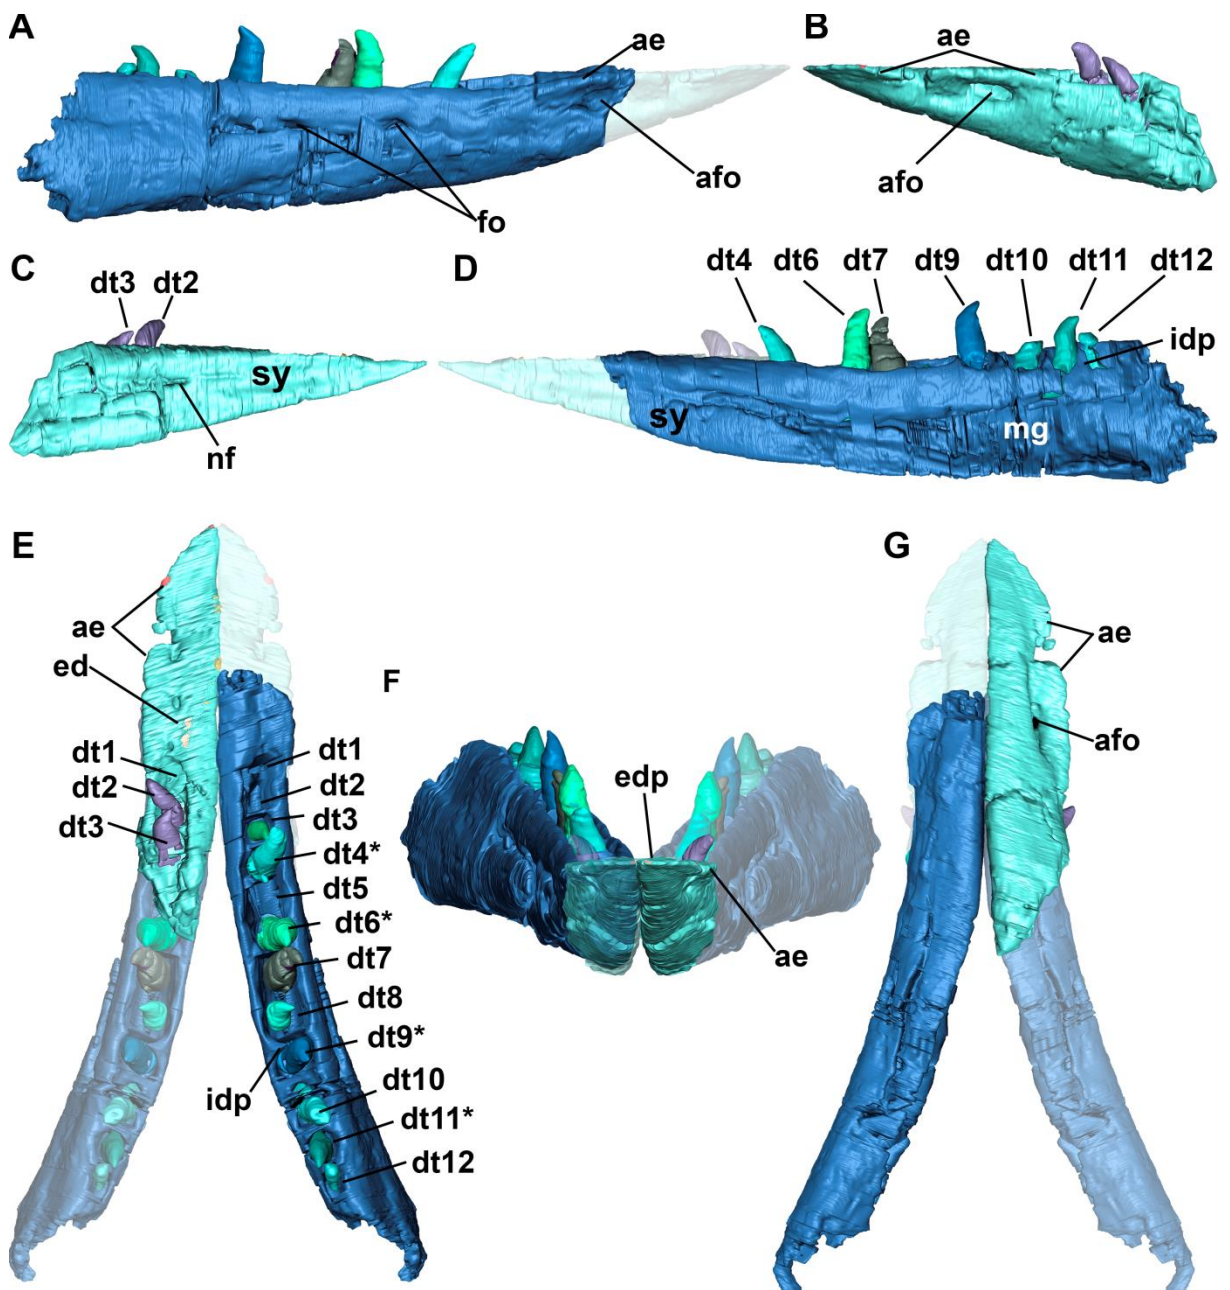 A
ae
afo
fo
B
ae
afo
C
dt3
dt2
sy
nf
D
dt4
dt6
dt7
dt9
dt10
dt11
dt12
idp
sy
mg
E
ae
ed
dt1
dt2
dt3
dt1
dt2
dt3
dt4*
dt5
dt6*
dt7
dt8
dt9*
idp
dt10
dt11*
dt12
F
edp
ae
G
ae
afo